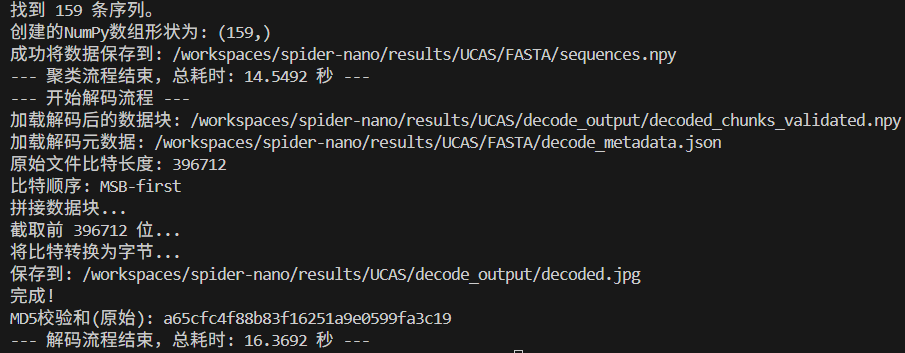 找到 159 条序列。
创建的NumPy数组形状为: (159,)
成功将数据保存到: /workspaces/spider-nano/results/UCAS/FASTA/sequences.npy
--- 聚类流程结束，总耗时: 14.5492 秒 ---
--- 开始解码流程 ---
加载解码后的数据块: /workspaces/spider-nano/results/UCAS/decode_output/decoded_chunks_validated.npy
加载解码元数据: /workspaces/spider-nano/results/UCAS/FASTA/decode_metadata.json
原始文件比特长度: 396712
比特顺序: MSB-first
拼接数据块...
截取前 396712 位...
将比特转换为字节...
保存到: /workspaces/spider-nano/results/UCAS/decode_output/decoded.jpg
完成!
MD5校验和(原始): a65cfc4f88b83f16251a9e0599fa3c19
--- 解码流程结束，总耗时: 16.3692 秒 ---